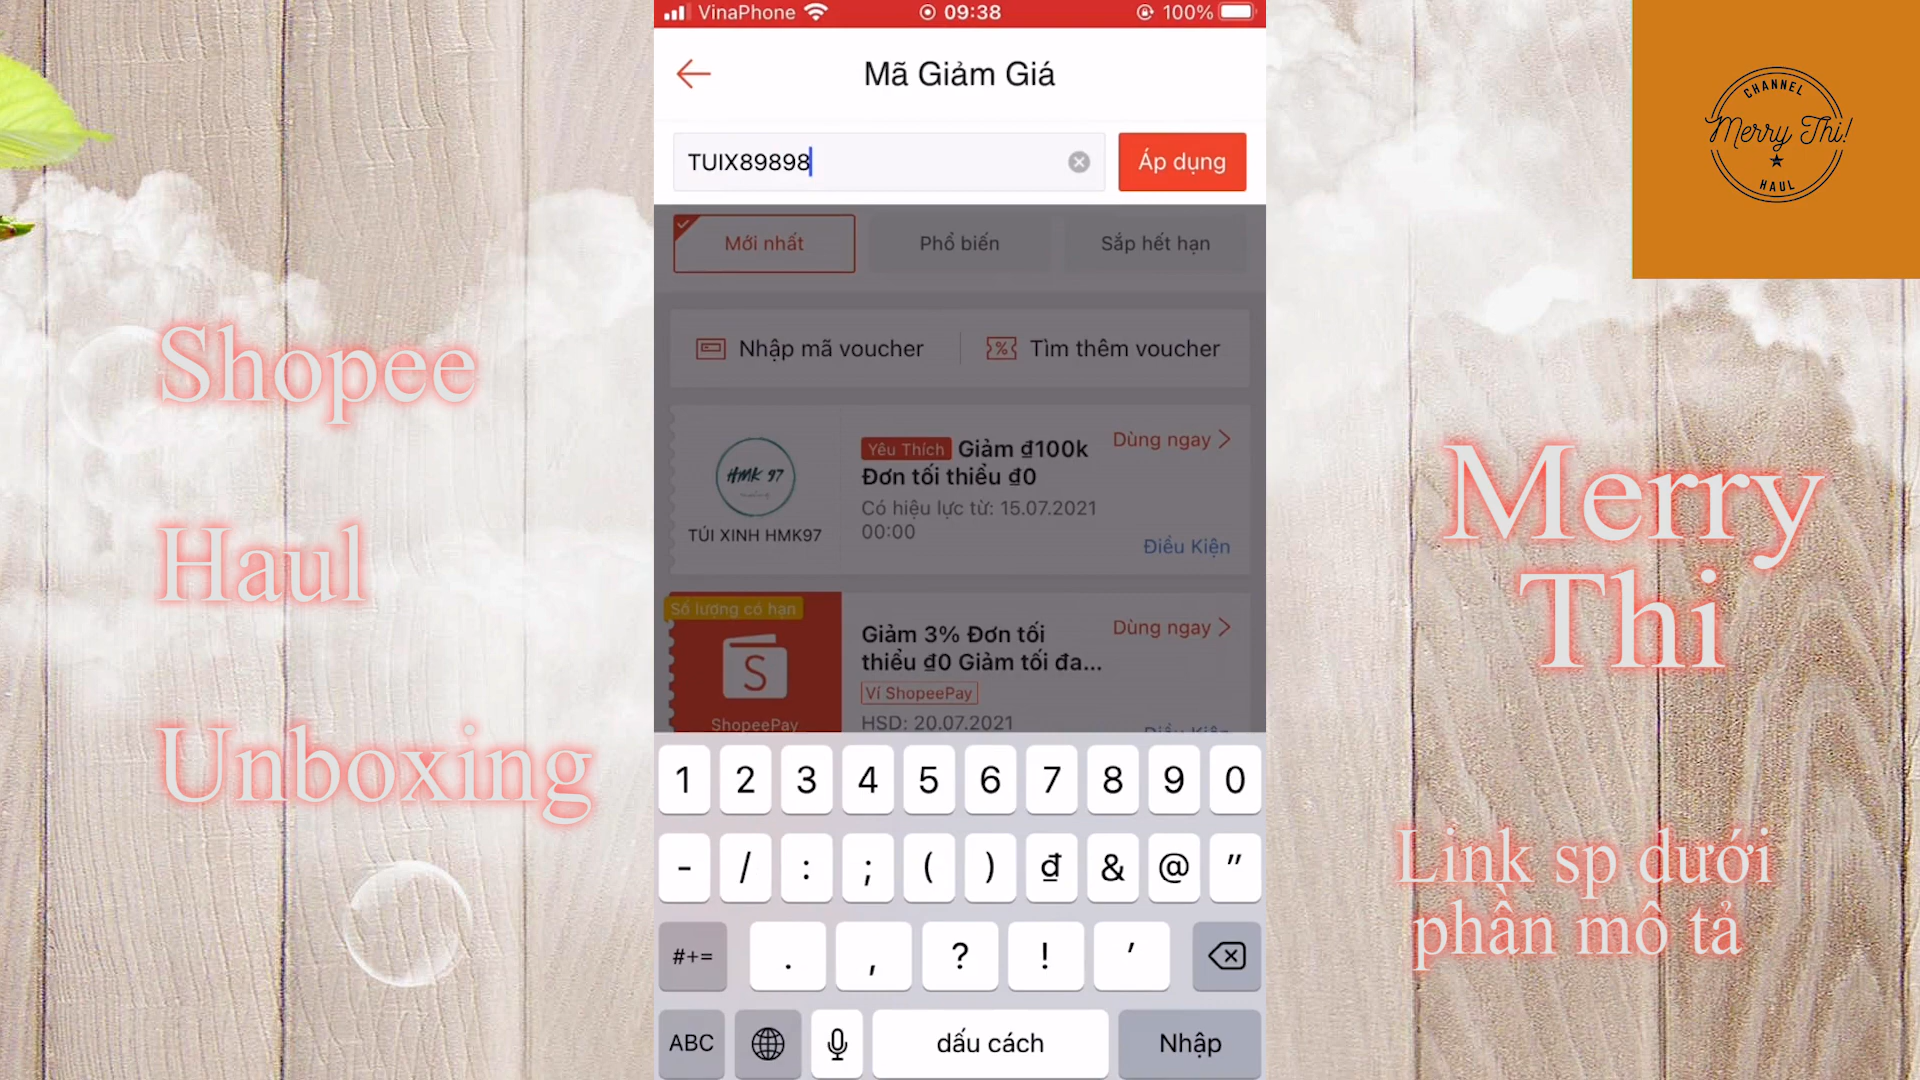 VinaPhone 09:38 100%
Mã Giảm Giá
TUIX89898
Áp dụng
Mới nhất
Phổ biến
Sắp hết hạn
Nhập mã voucher
Tìm thêm voucher
HMK 97
TÚI XINH HMK97
Yêu Thích Giảm ₫100k
Đơn tối thiểu ₫0
Có hiệu lực từ: 15.07.2021
00:00
Dùng ngay
Điều Kiện
Số lượng có hạn
S
ShopeePay
Giảm 3% Đơn tối
thiểu ₫0 Giảm tối đa...
Ví ShopeePay
HSD: 20.07.2021
Dùng ngay
Điều Kiện
1 2 3 4 5 6 7 8 9 0
- / : ; ( ) ₫ & @ "
#+= . , ? ! '
ABC dấu cách Nhập
Shopee
Haul
Unboxing
CHANNEL
Merry Thi!
HAUL
Merry
Thi
Link sp dưới
phần mô tả